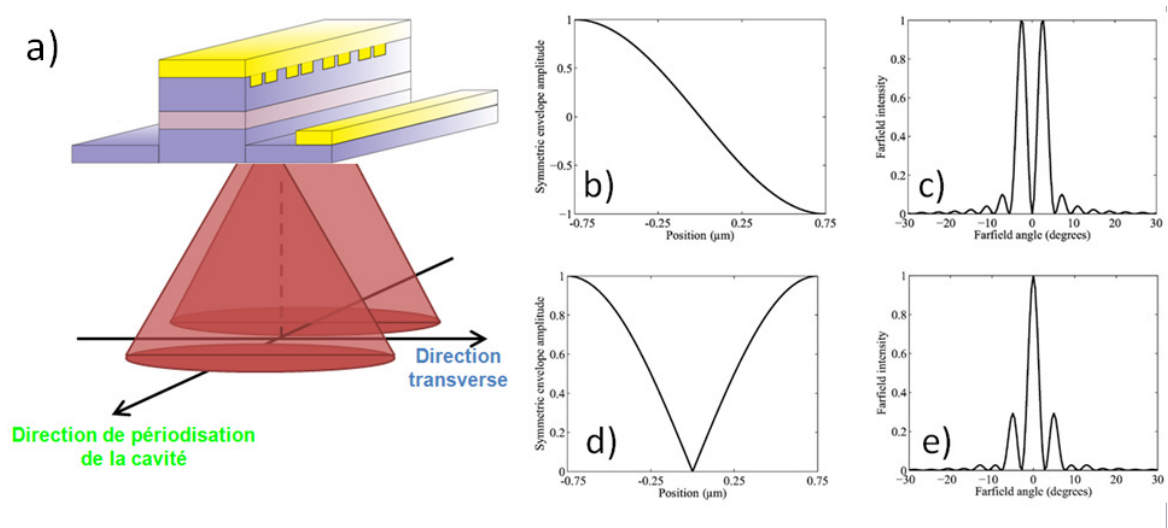 a)
Direction
transverse
Direction de périodisation
de la cavité
b)
Symmetric envelope amplitude
1
0.5
0
−0.5
−1
-0.75
-0.25
0.25
0.75
Position (µm)
c)
Farfield intensity
1
0.8
0.6
0.4
0.2
0
−30
−20
−10
0
10
20
30
Farfield angle (degrees)
d)
Symmetric envelope amplitude
1
0.8
0.6
0.4
0.2
0
-0.75
-0.25
0.25
0.75
Position (µm)
e)
Farfield intensity
1
0.8
0.6
0.4
0.2
0
−30
−20
−10
0
10
20
30
Farfield angle (degrees)